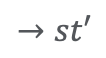 → st′